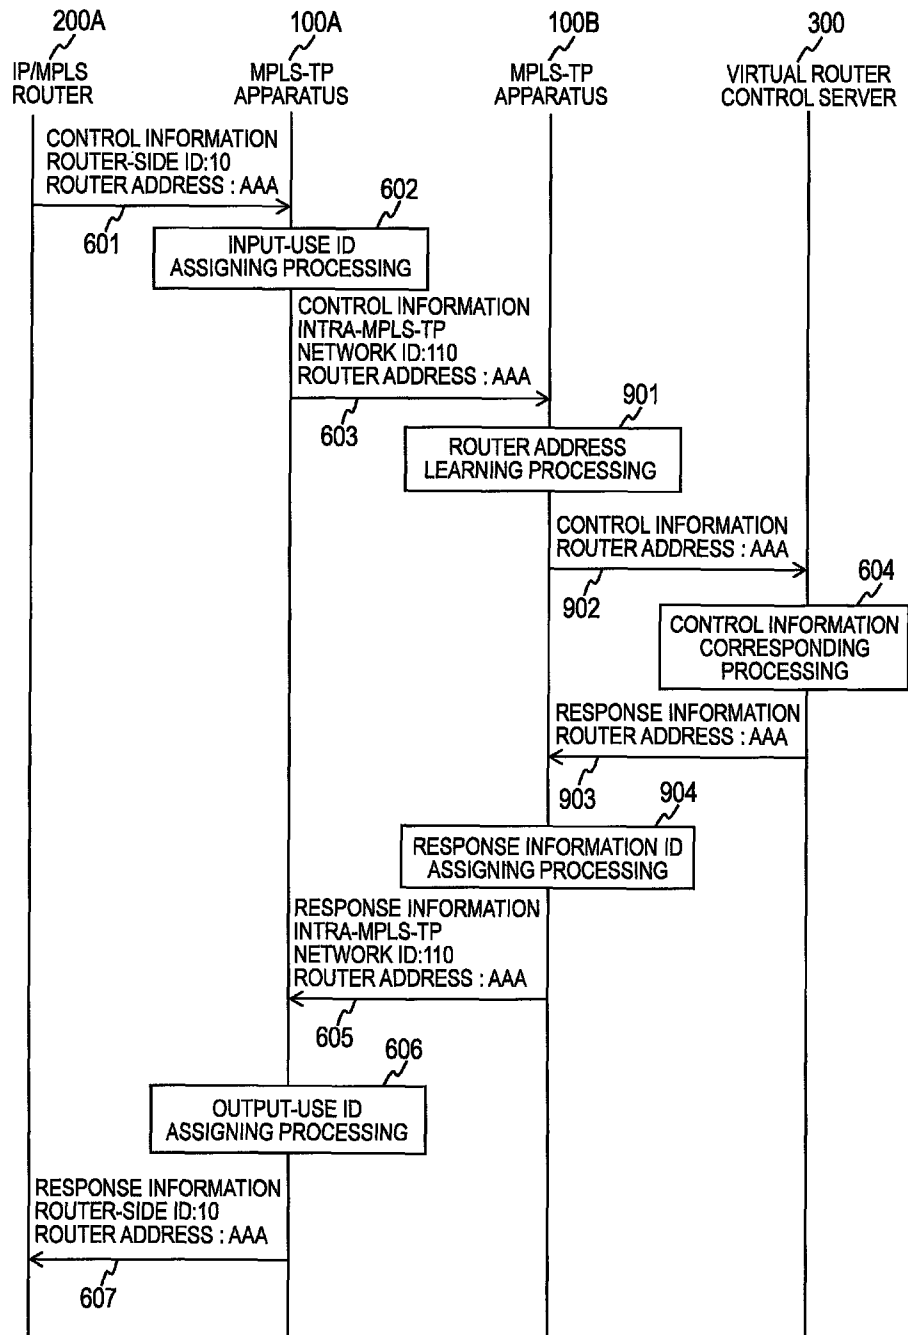 200A
100A
100B
300
IP/MPLS
ROUTER
MPLS-TP
APPARATUS
MPLS-TP
APPARATUS
VIRTUAL ROUTER
CONTROL SERVER
CONTROL INFORMATION
ROUTER-SIDE ID:10
ROUTER ADDRESS : AAA
601
602
INPUT-USE ID
ASSIGNING PROCESSING
CONTROL INFORMATION
INTRA-MPLS-TP
NETWORK ID:110
ROUTER ADDRESS : AAA
603
901
ROUTER ADDRESS
LEARNING PROCESSING
CONTROL INFORMATION
ROUTER ADDRESS : AAA
902
604
CONTROL INFORMATION
CORRESPONDING
PROCESSING
RESPONSE INFORMATION
ROUTER ADDRESS : AAA
903
904
RESPONSE INFORMATION ID
ASSIGNING PROCESSING
RESPONSE INFORMATION
INTRA-MPLS-TP
NETWORK ID:110
ROUTER ADDRESS : AAA
605
606
OUTPUT-USE ID
ASSIGNING PROCESSING
RESPONSE INFORMATION
ROUTER-SIDE ID:10
ROUTER ADDRESS : AAA
607